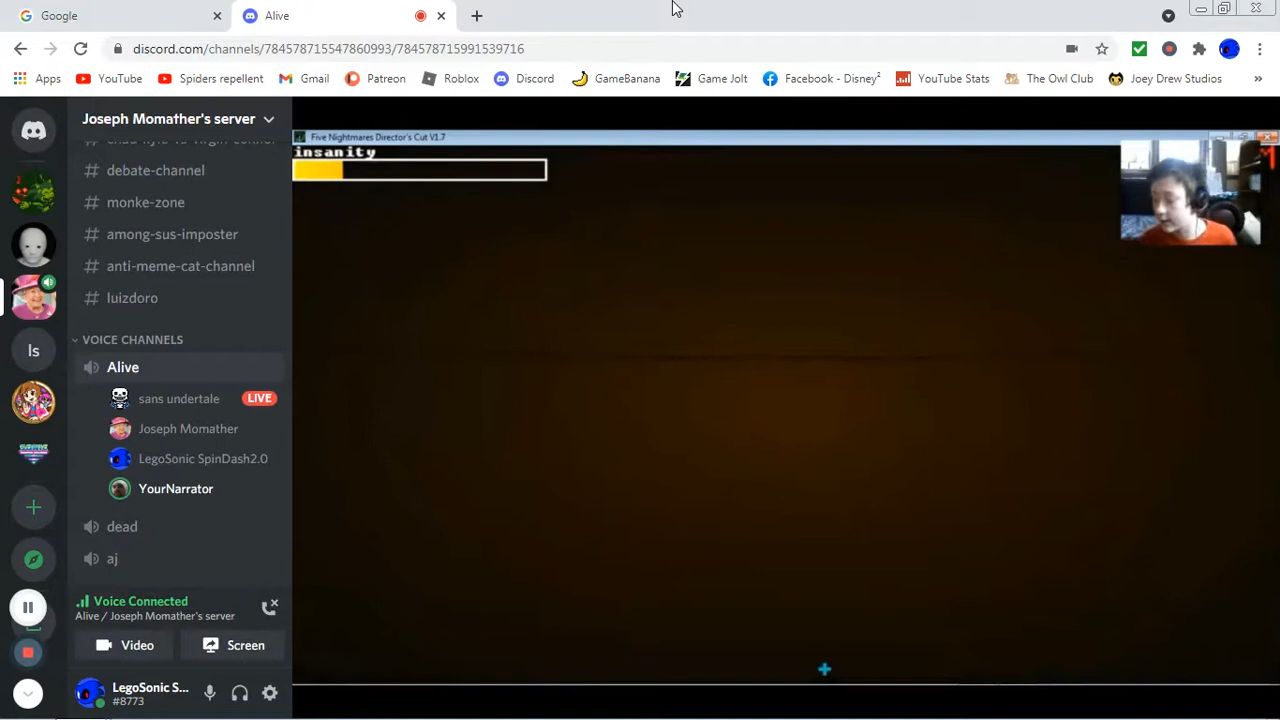 Google
Alive
discord.com/channels/784578715547860993/784578715991539716
Apps
YouTube
Spiders repellent
Gmail
Patreon
Roblox
Discord
GameBanana
Game Jolt
Facebook - Disney²
YouTube Stats
The Owl Club
Joey Drew Studios
»
Joseph Momather's server
# debate-channel
# monke-zone
# among-sus-imposter
# anti-meme-cat-channel
# luizdoro
ls
VOICE CHANNELS
Alive
sans undertale LIVE
Joseph Momather
LegoSonic SpinDash2.0
YourNarrator
dead
aj
Voice Connected
Alive / Joseph Momather's server
Video
Screen
LegoSonic S...
#8773
Five Nightmares Director's Cut V1.7
insanity